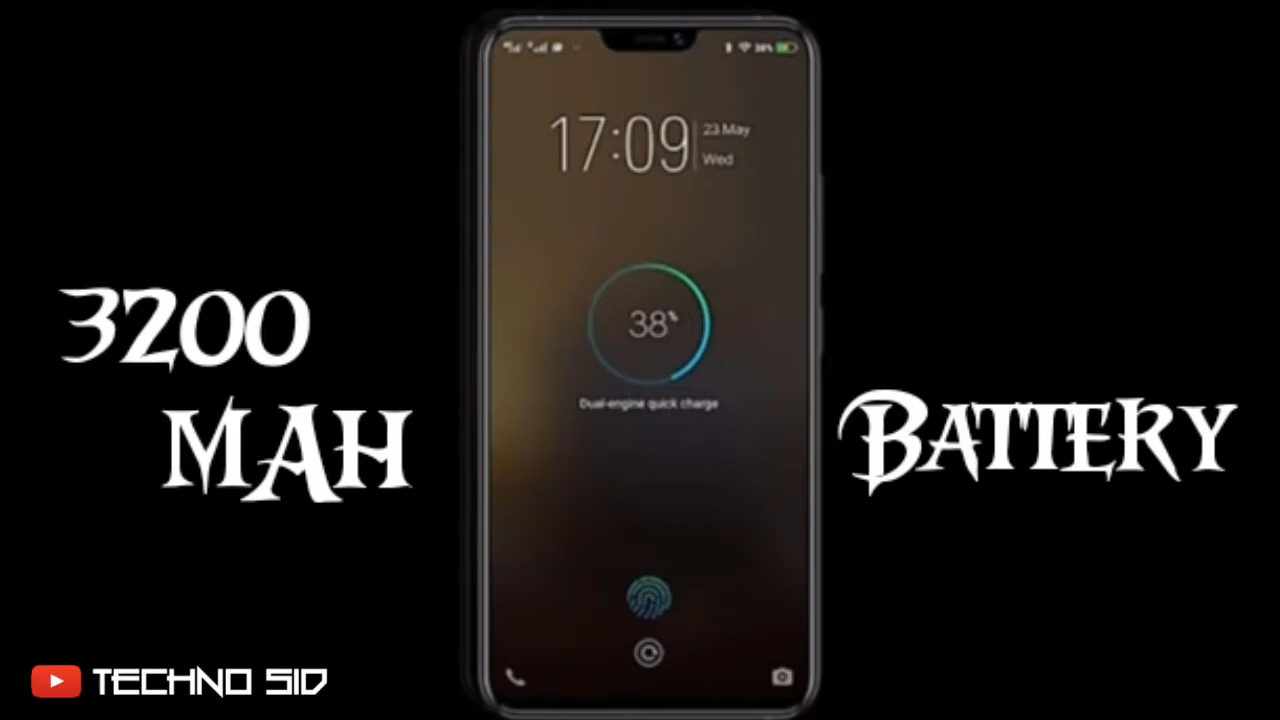 17:09
23 May
Wed
38%
Dual-engine quick charge
3200
MAH
BATTERY
TECHNO SID